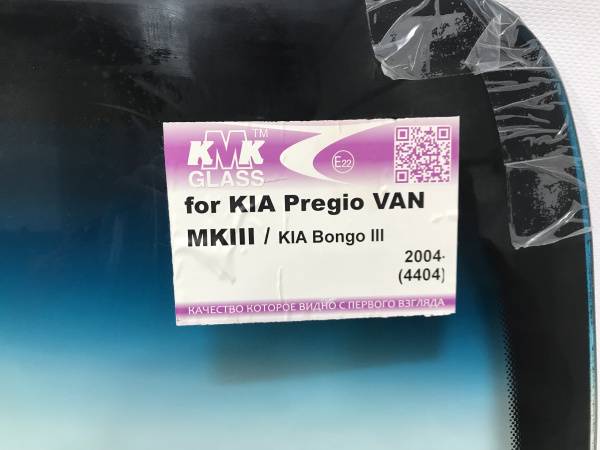 KMK™
GLASS
E22
for KIA Pregio VAN
MKIII / KIA Bongo III
2004-
(4404)
КАЧЕСТВО КОТОРОЕ ВИДНО С ПЕРВОГО ВЗГЛЯДА